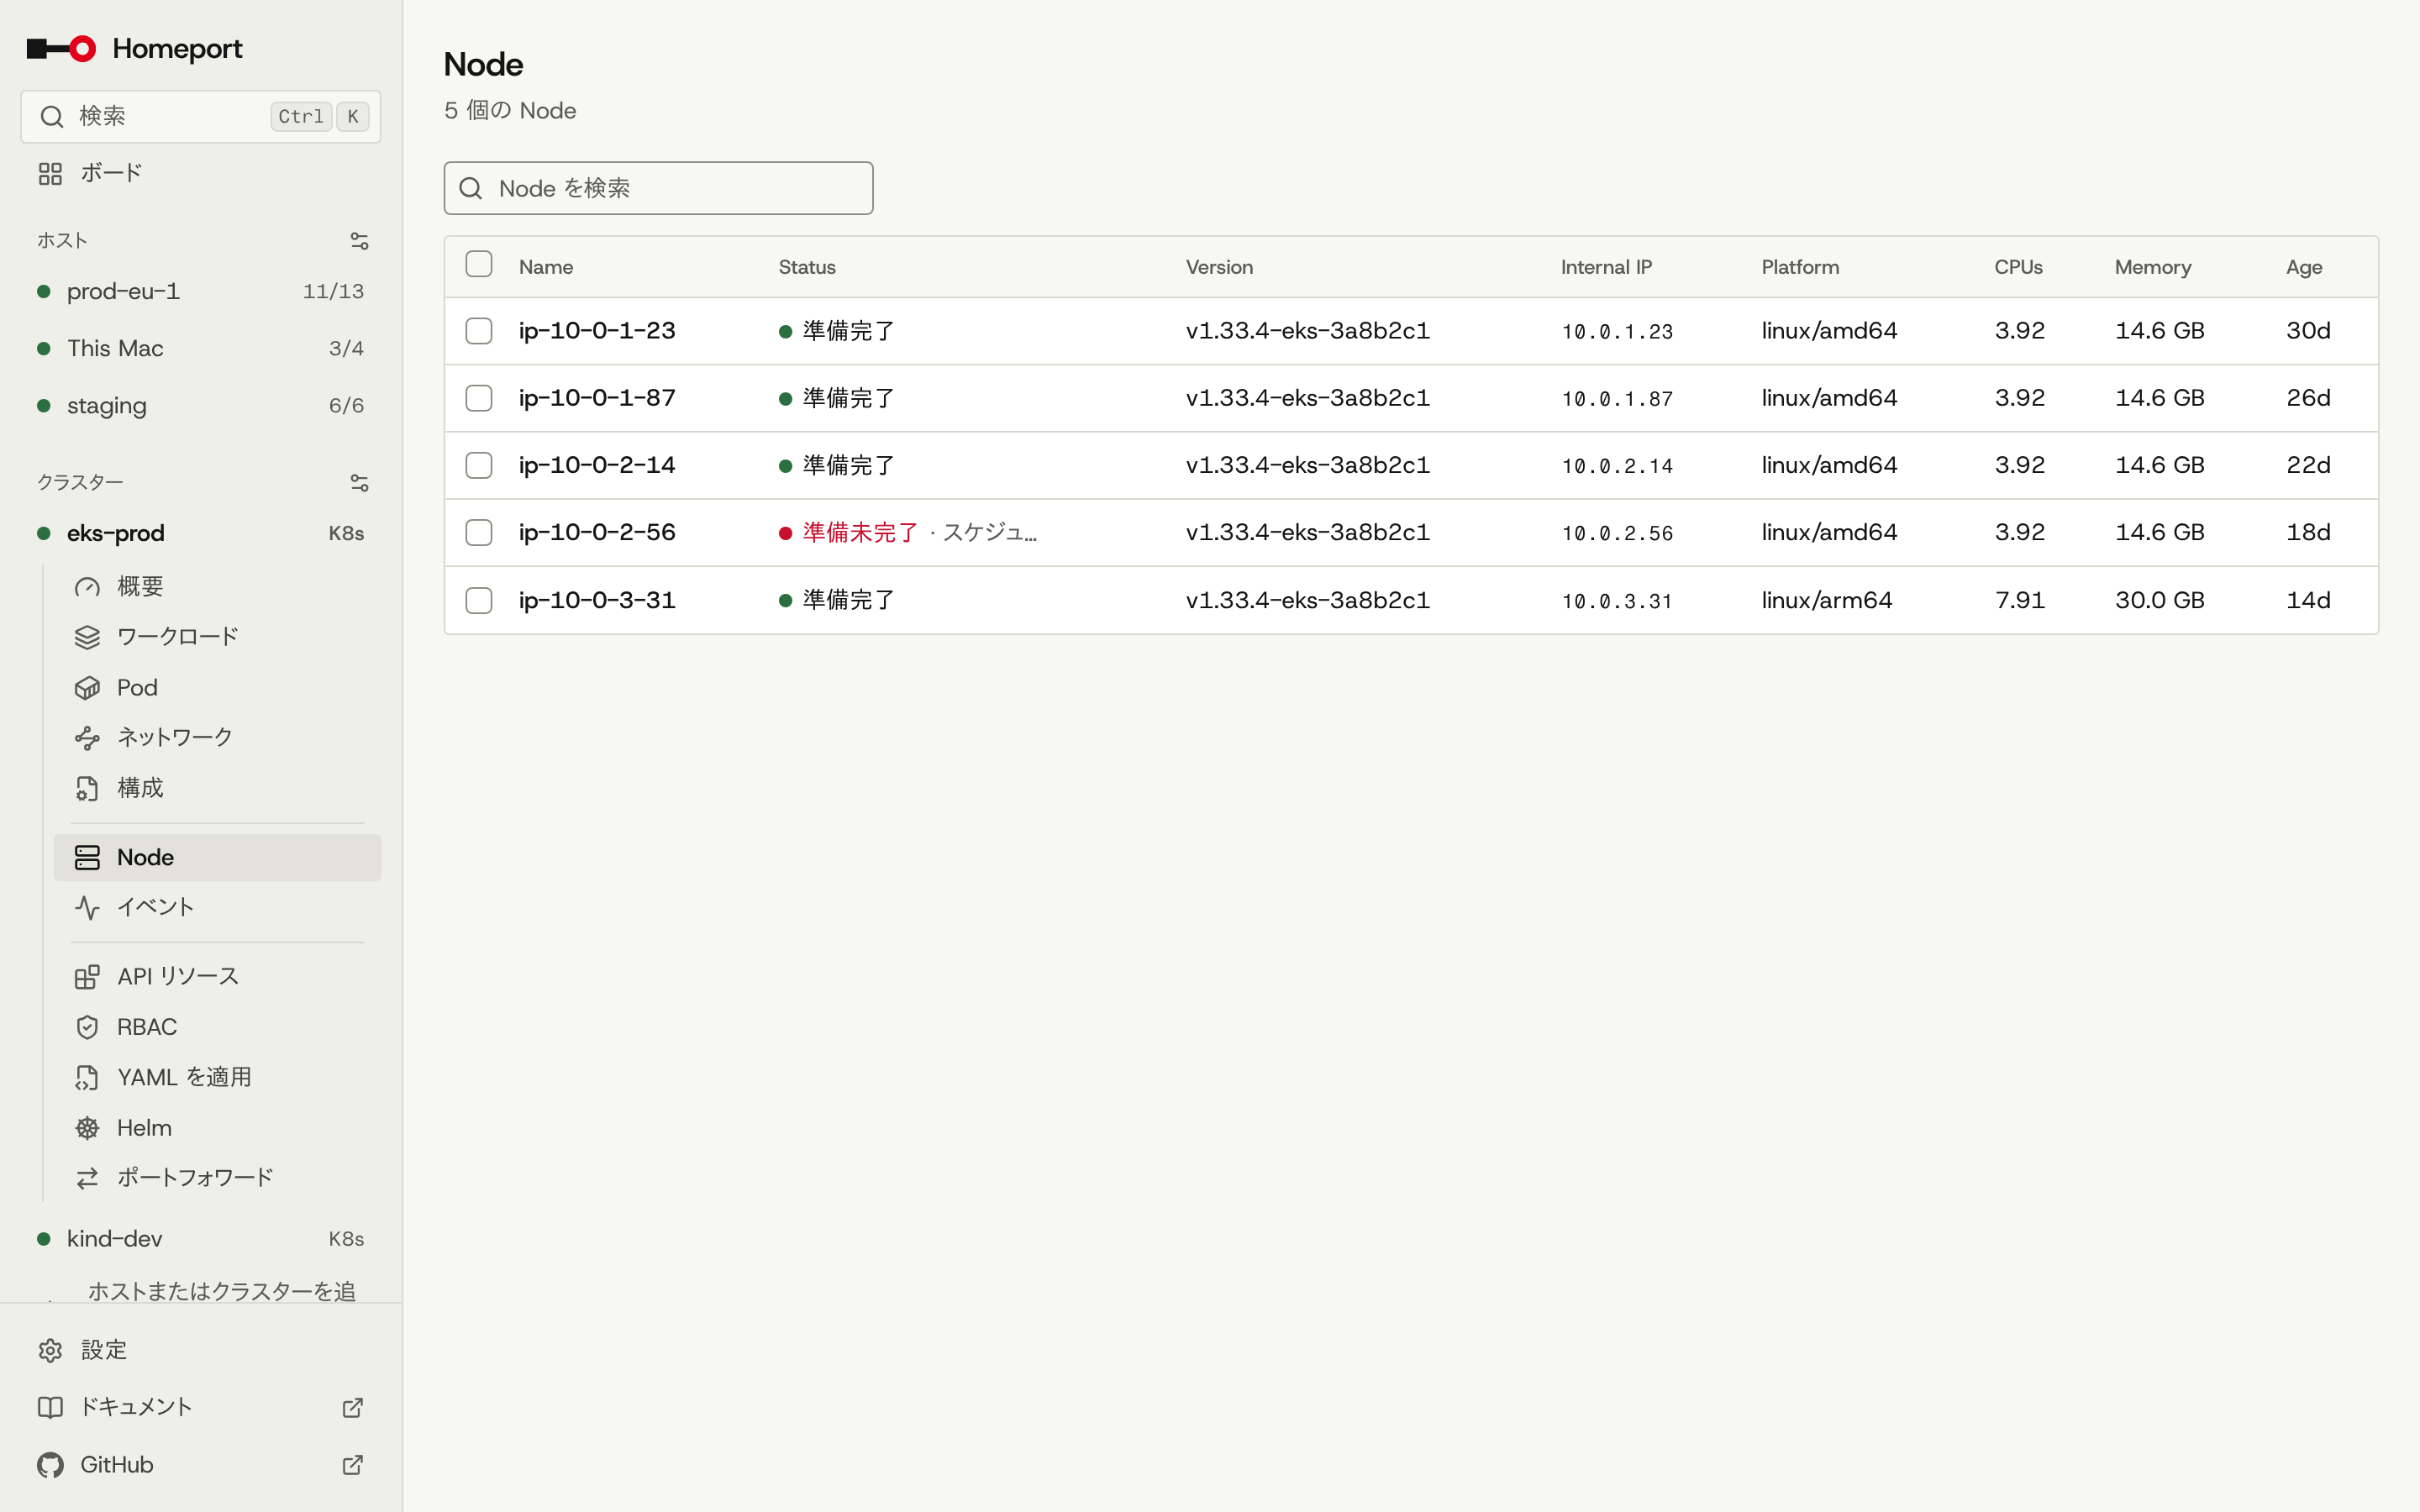 Homeport
検索 Ctrl K
ボード
ホスト
prod-eu-1 11/13
This Mac 3/4
staging 6/6
クラスター
eks-prod K8s
概要
ワークロード
Pod
ネットワーク
構成
Node
イベント
API リソース
RBAC
YAML を適用
Helm
ポートフォワード
kind-dev K8s
ホストまたはクラスターを追
設定
ドキュメント
GitHub
Node
5 個の Node
Node を検索
Name Status Version Internal IP Platform CPUs Memory Age
ip-10-0-1-23 準備完了 v1.33.4-eks-3a8b2c1 10.0.1.23 linux/amd64 3.92 14.6 GB 30d
ip-10-0-1-87 準備完了 v1.33.4-eks-3a8b2c1 10.0.1.87 linux/amd64 3.92 14.6 GB 26d
ip-10-0-2-14 準備完了 v1.33.4-eks-3a8b2c1 10.0.2.14 linux/amd64 3.92 14.6 GB 22d
ip-10-0-2-56 準備未完了 · スケジュ... v1.33.4-eks-3a8b2c1 10.0.2.56 linux/amd64 3.92 14.6 GB 18d
ip-10-0-3-31 準備完了 v1.33.4-eks-3a8b2c1 10.0.3.31 linux/arm64 7.91 30.0 GB 14d